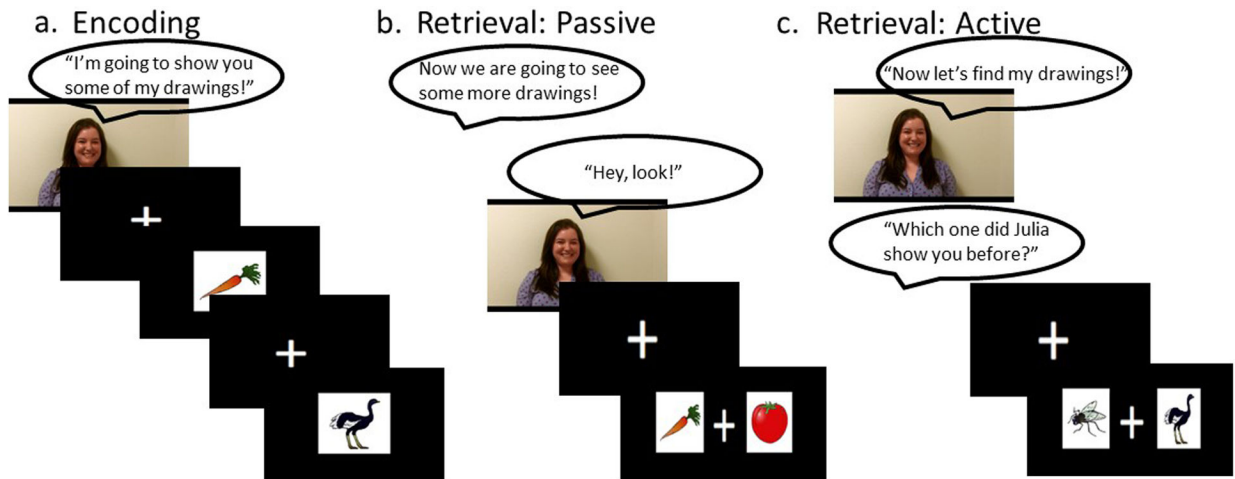 a. Encoding
“I’m going to show you
some of my drawings!”
b. Retrieval: Passive
Now we are going to see
some more drawings!
“Hey, look!”
c. Retrieval: Active
“Now let’s find my drawings!”
“Which one did Julia
show you before?”